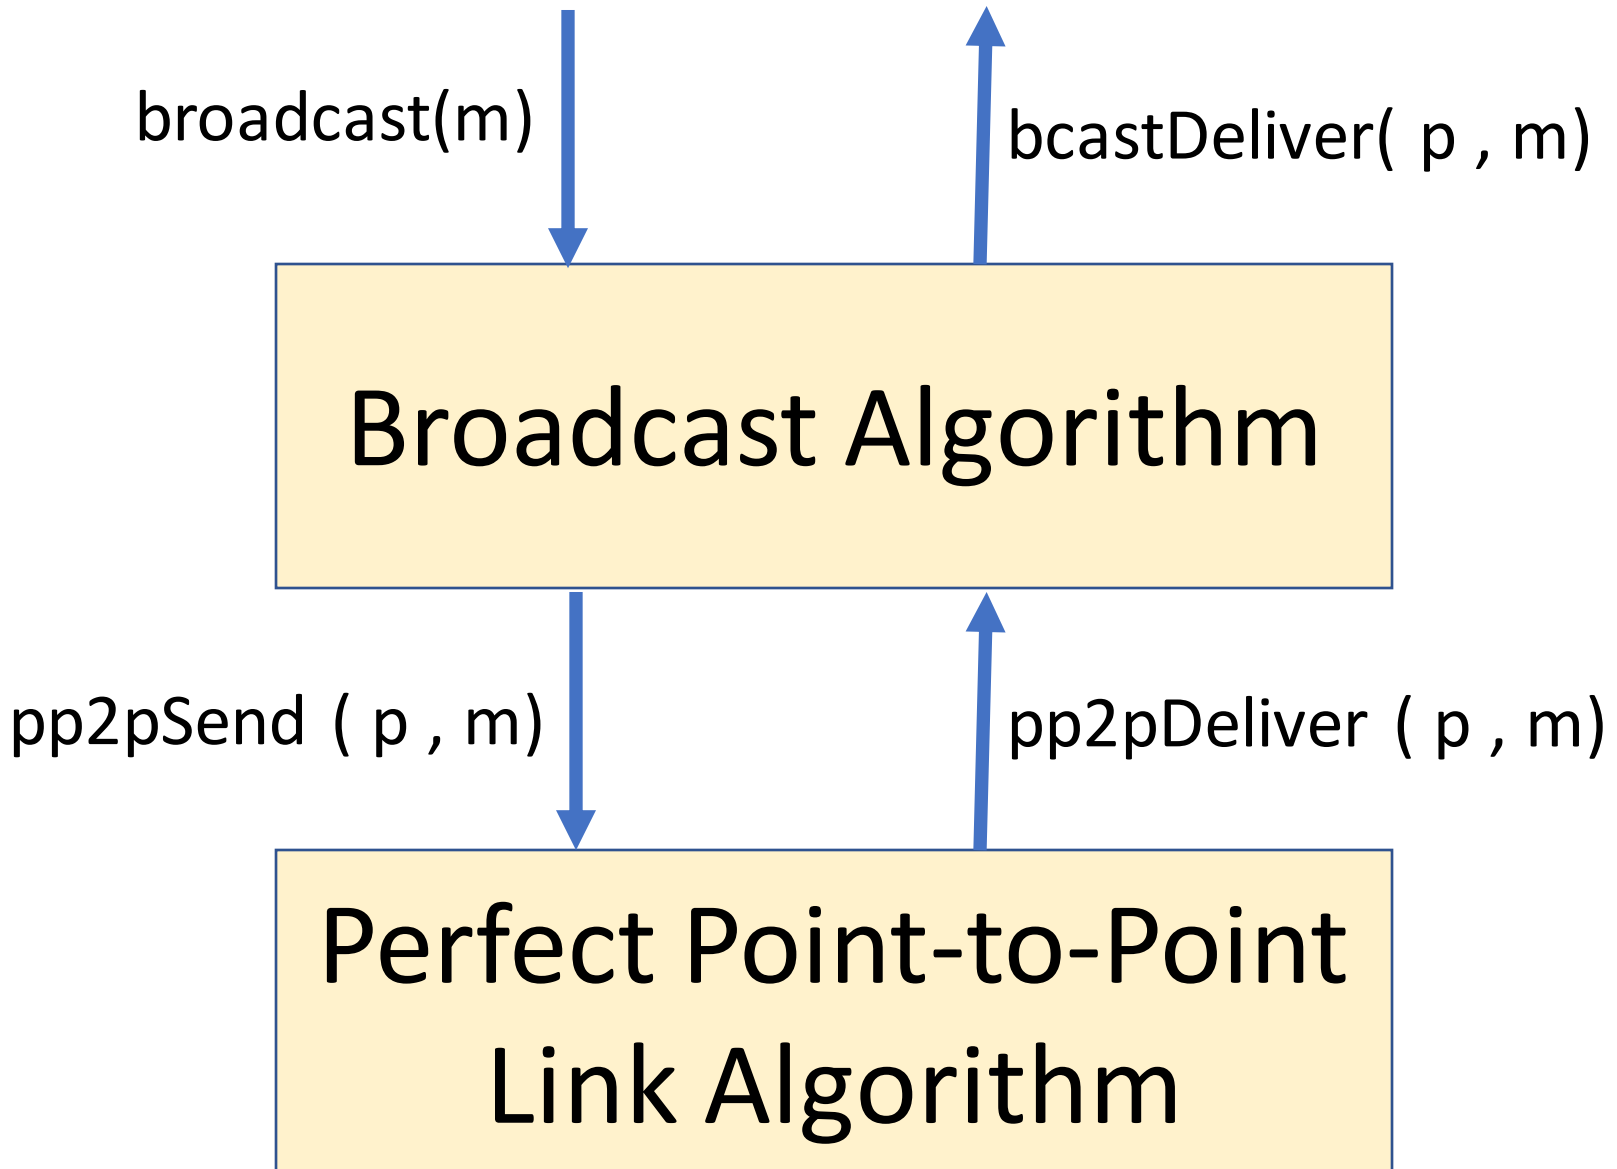 broadcast(m)
bcastDeliver( p , m)
Broadcast Algorithm
pp2pSend ( p , m)
pp2pDeliver ( p , m)
Perfect Point-to-Point
Link Algorithm